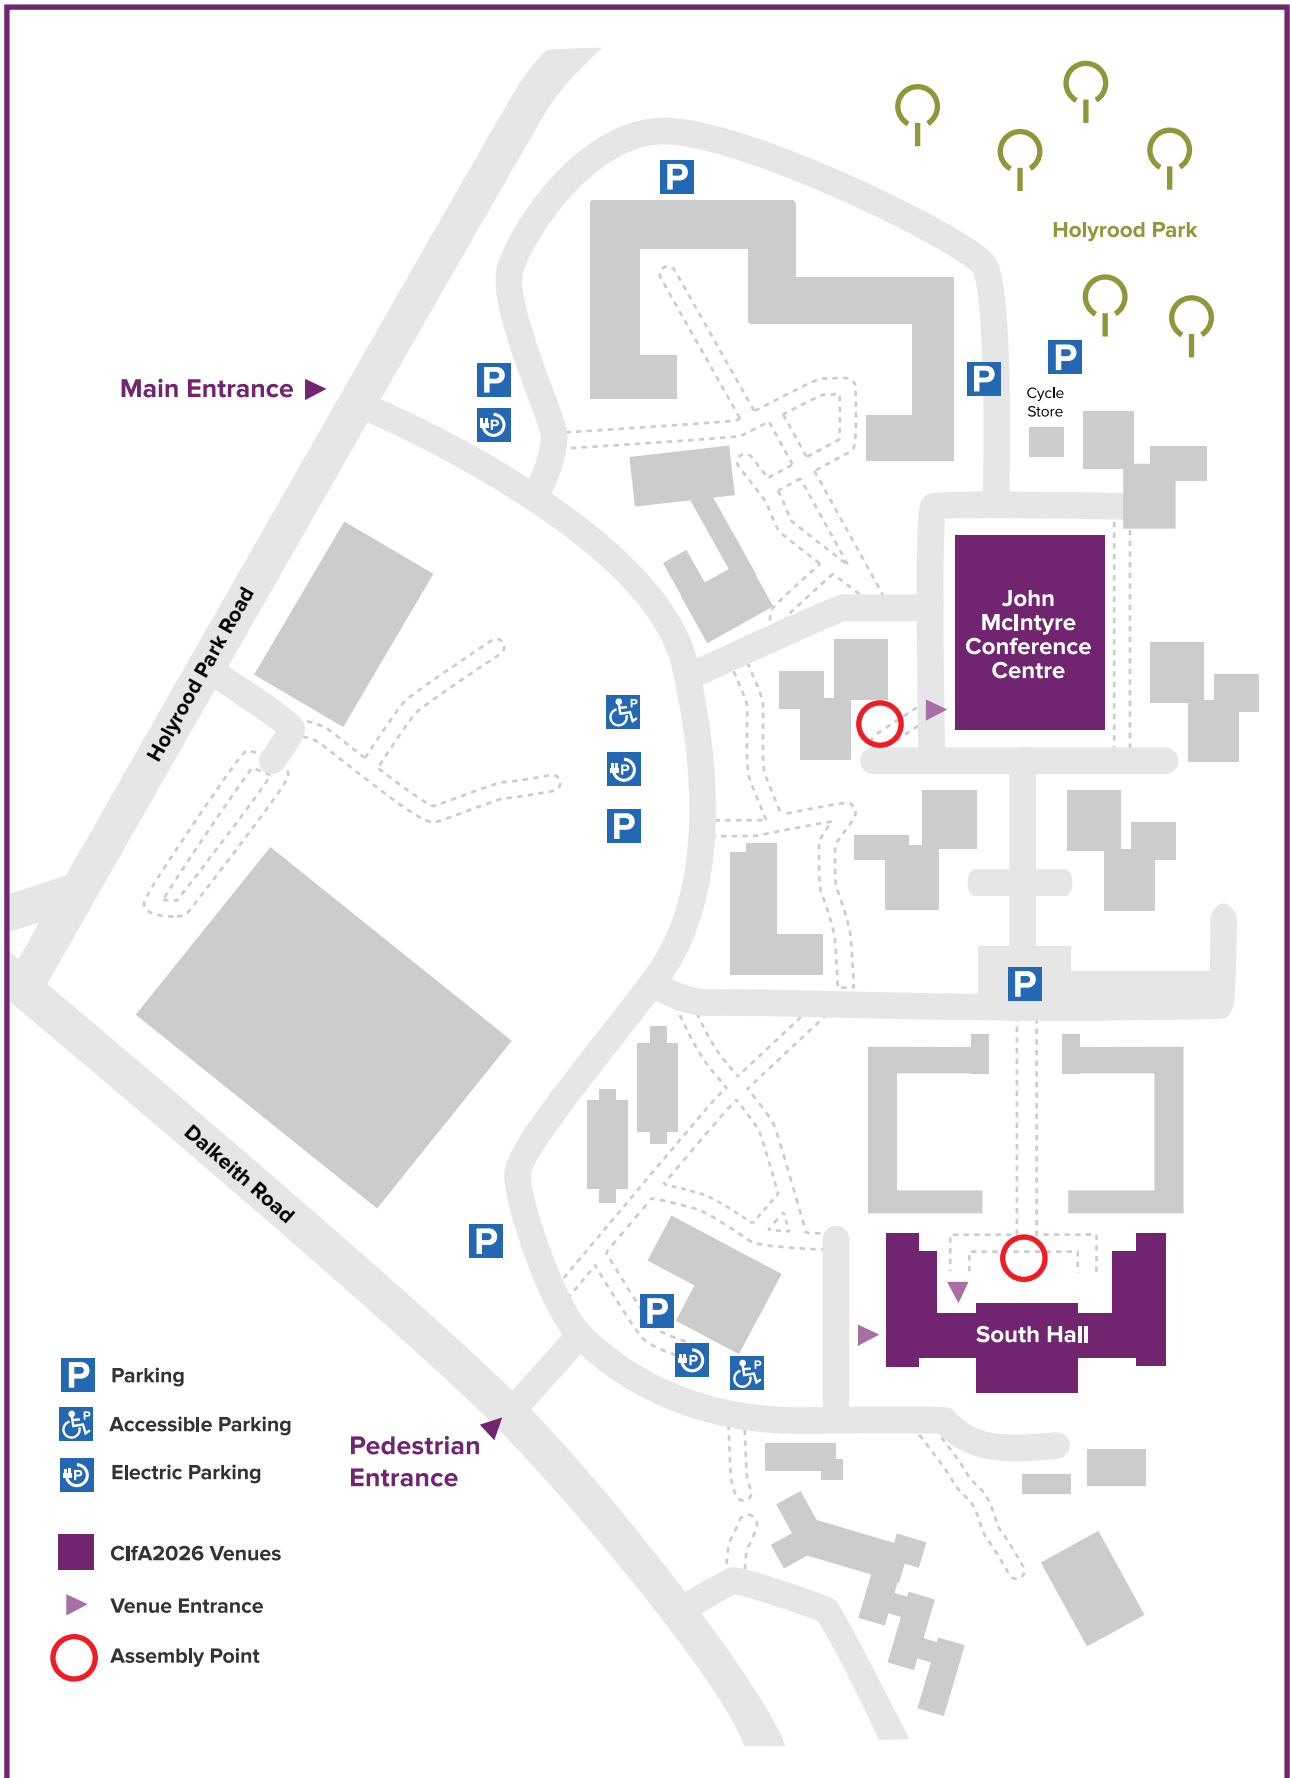 P
Holyrood Park
P
P
P
Main Entrance
P
Cycle
Store
John
McIntyre
Conference
Centre
Holyrood Park Road
P
P
P
P
Dalkeith Road
P
P
P
P
South Hall
P Parking
P Accessible Parking
P Electric Parking
Pedestrian
Entrance
CIfA2026 Venues
Venue Entrance
Assembly Point